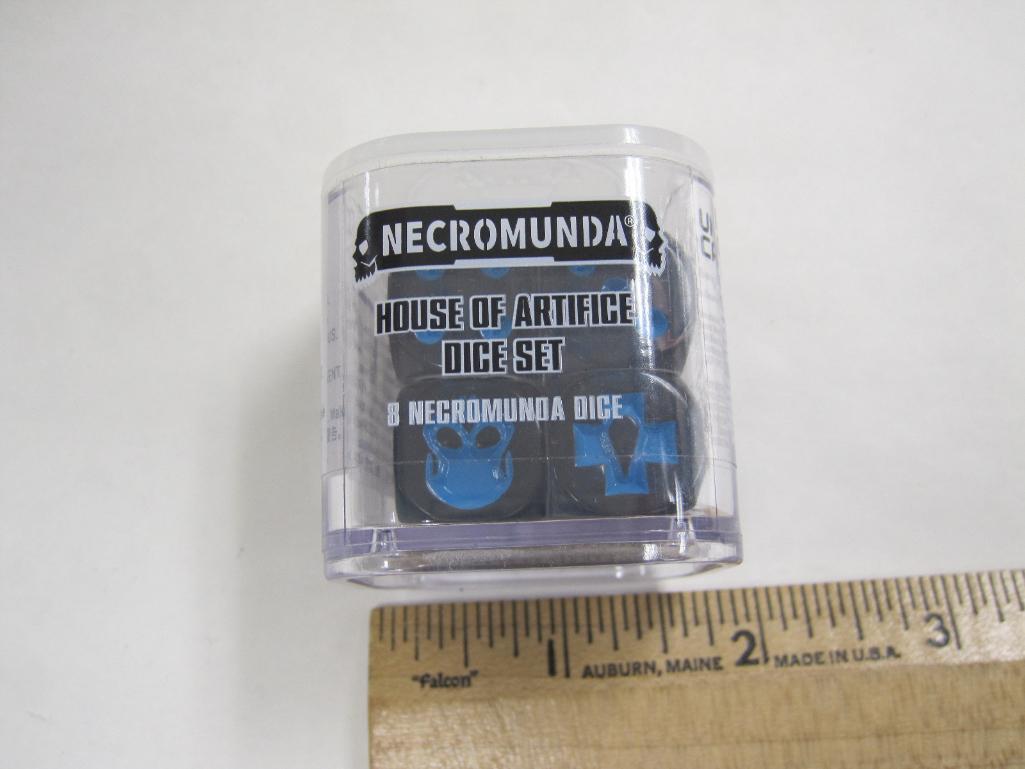 NECROMUNDA®
HOUSE OF ARTIFICE
DICE SET
8 NECROMUNDA DICE
1 2 3
AUBURN, MAINE MADE IN U.S.A.
"Falcon"